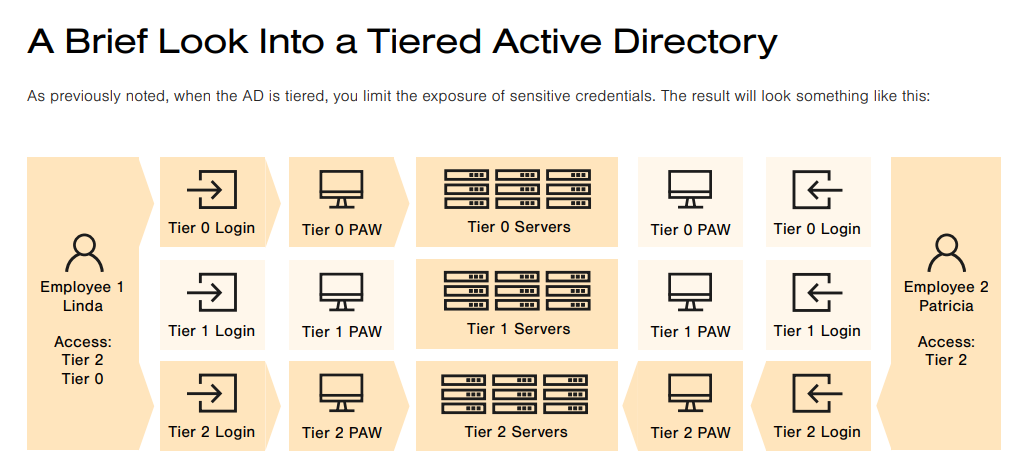 A Brief Look Into a Tiered Active Directory
As previously noted, when the AD is tiered, you limit the exposure of sensitive credentials. The result will look something like this:
Employee 1
Linda
Access:
Tier 2
Tier 0
Tier 0 Login
Tier 0 PAW
Tier 0 Servers
Tier 0 PAW
Tier 0 Login
Tier 1 Login
Tier 1 PAW
Tier 1 Servers
Tier 1 PAW
Tier 1 Login
Tier 2 Login
Tier 2 PAW
Tier 2 Servers
Tier 2 PAW
Tier 2 Login
Employee 2
Patricia
Access:
Tier 2